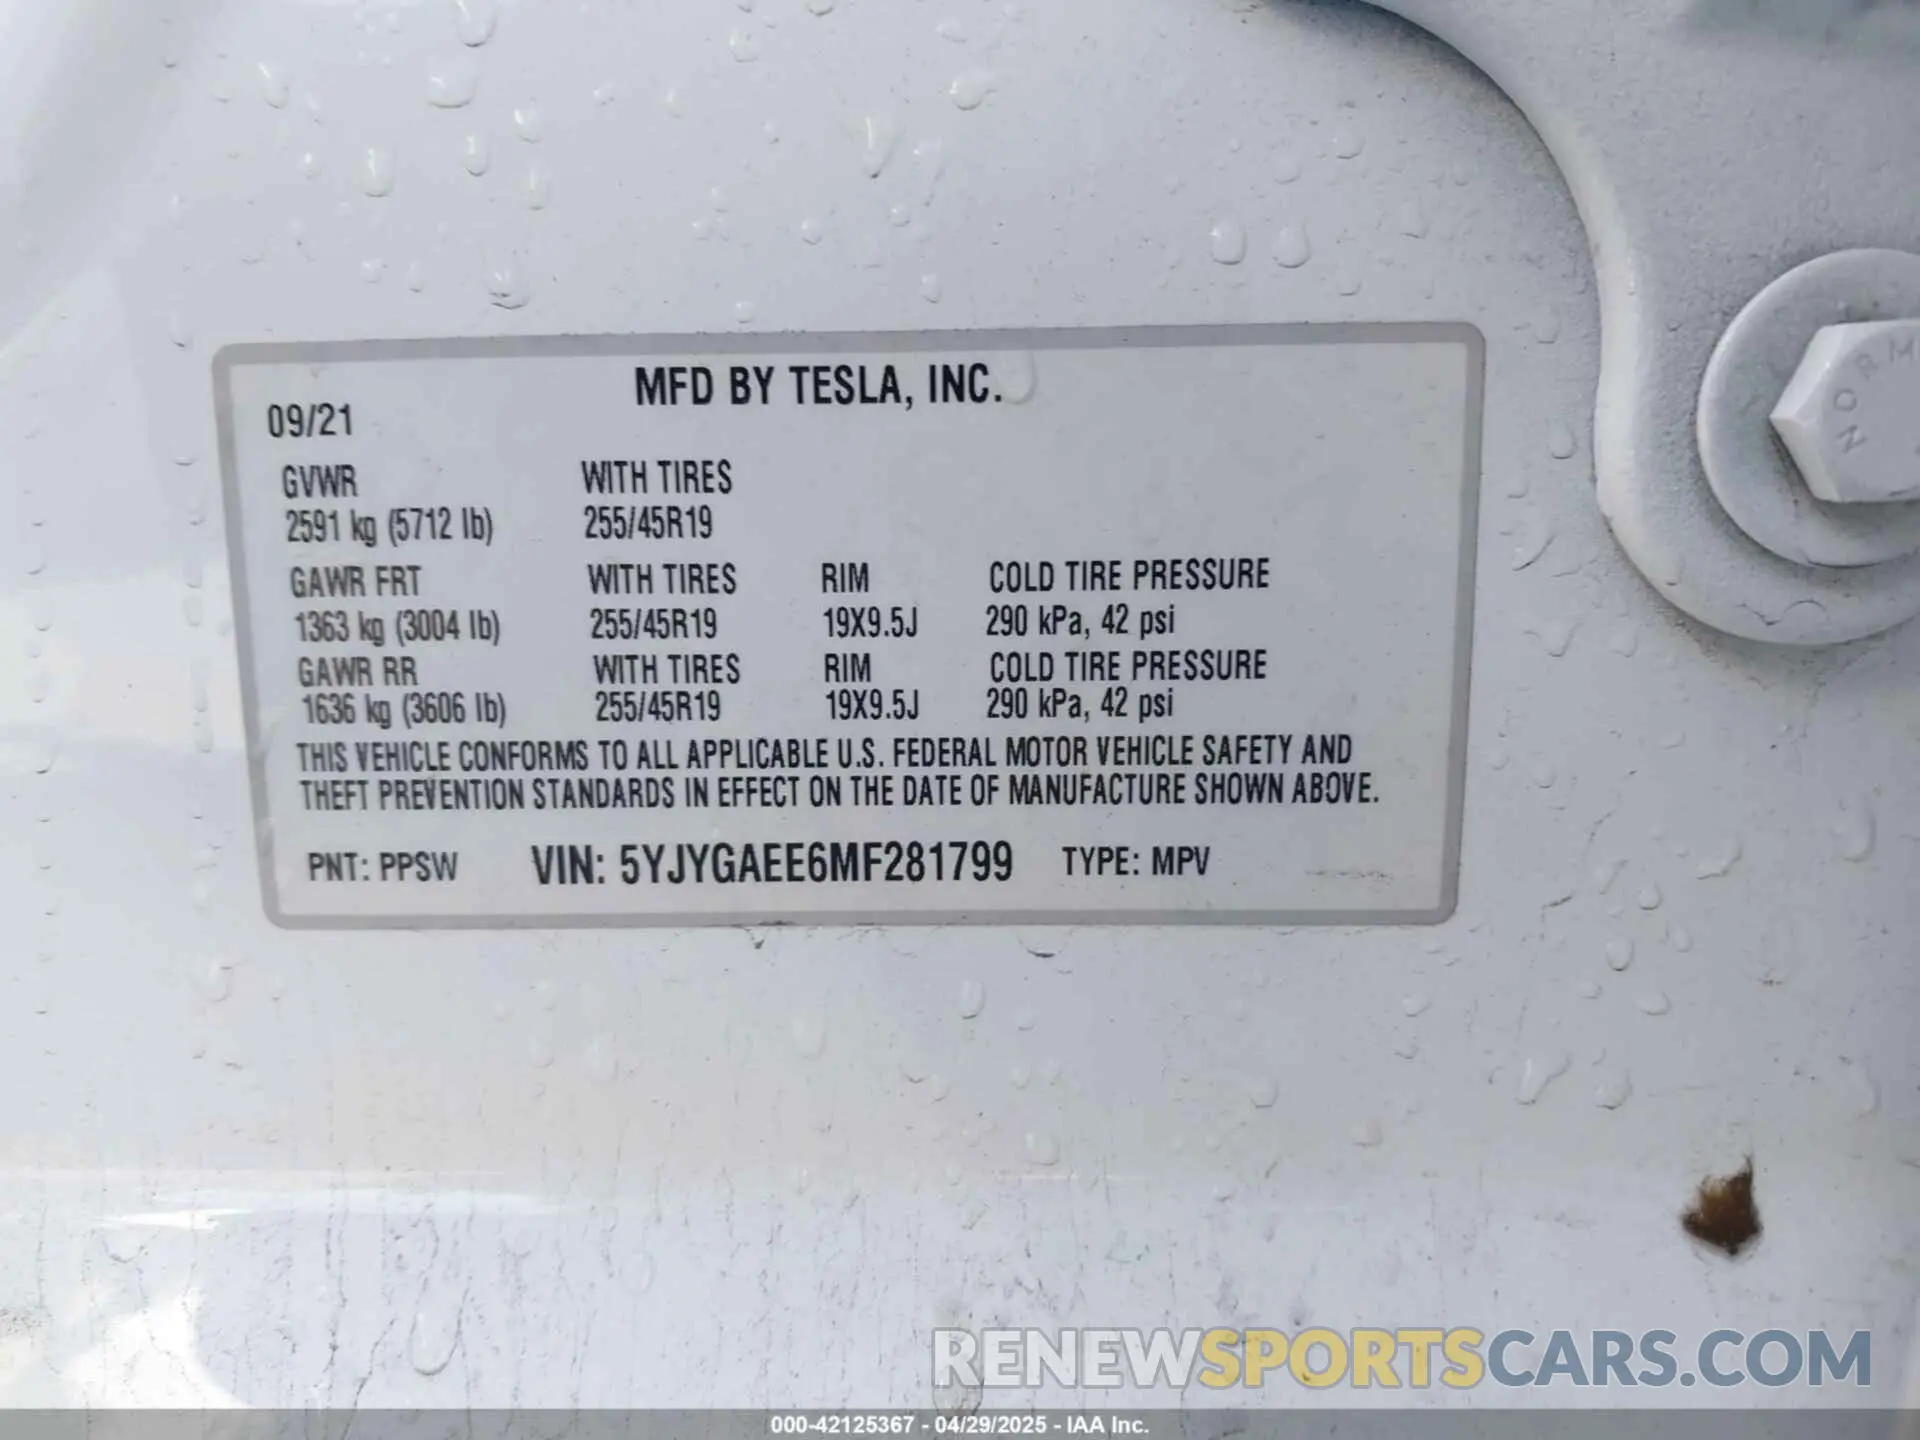 MFD BY TESLA, INC.
09/21
GVWR WITH TIRES
2591 kg (5712 lb) 255/45R19
GAWR FRT WITH TIRES RIM COLD TIRE PRESSURE
1363 kg (3004 lb) 255/45R19 19X9.5J 290 kPa, 42 psi
GAWR RR WITH TIRES RIM COLD TIRE PRESSURE
1636 kg (3606 lb) 255/45R19 19X9.5J 290 kPa, 42 psi
THIS VEHICLE CONFORMS TO ALL APPLICABLE U.S. FEDERAL MOTOR VEHICLE SAFETY AND
THEFT PREVENTION STANDARDS IN EFFECT ON THE DATE OF MANUFACTURE SHOWN ABOVE.
PNT: PPSW VIN: 5YJYGAEE6MF281799 TYPE: MPV
RENEWSPORTSCARS.COM
000-42125367 - 04/29/2025 - IAA Inc.